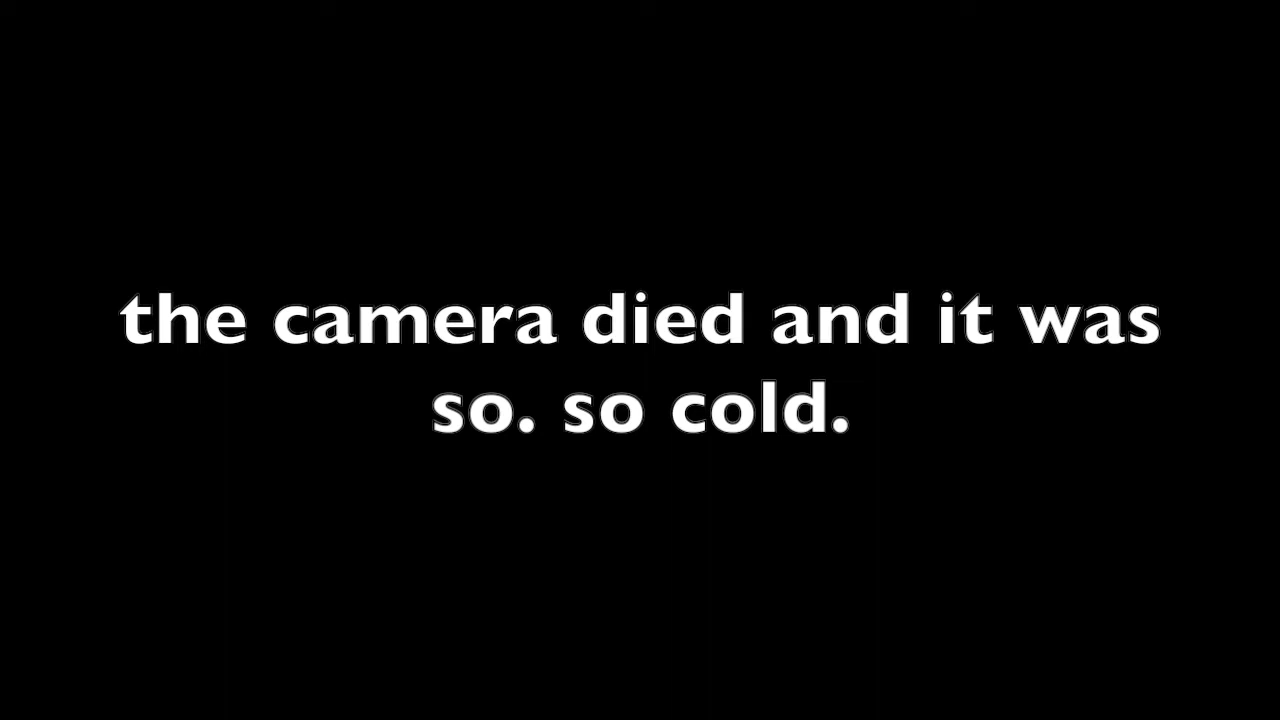 the camera died and it was
so. so cold.